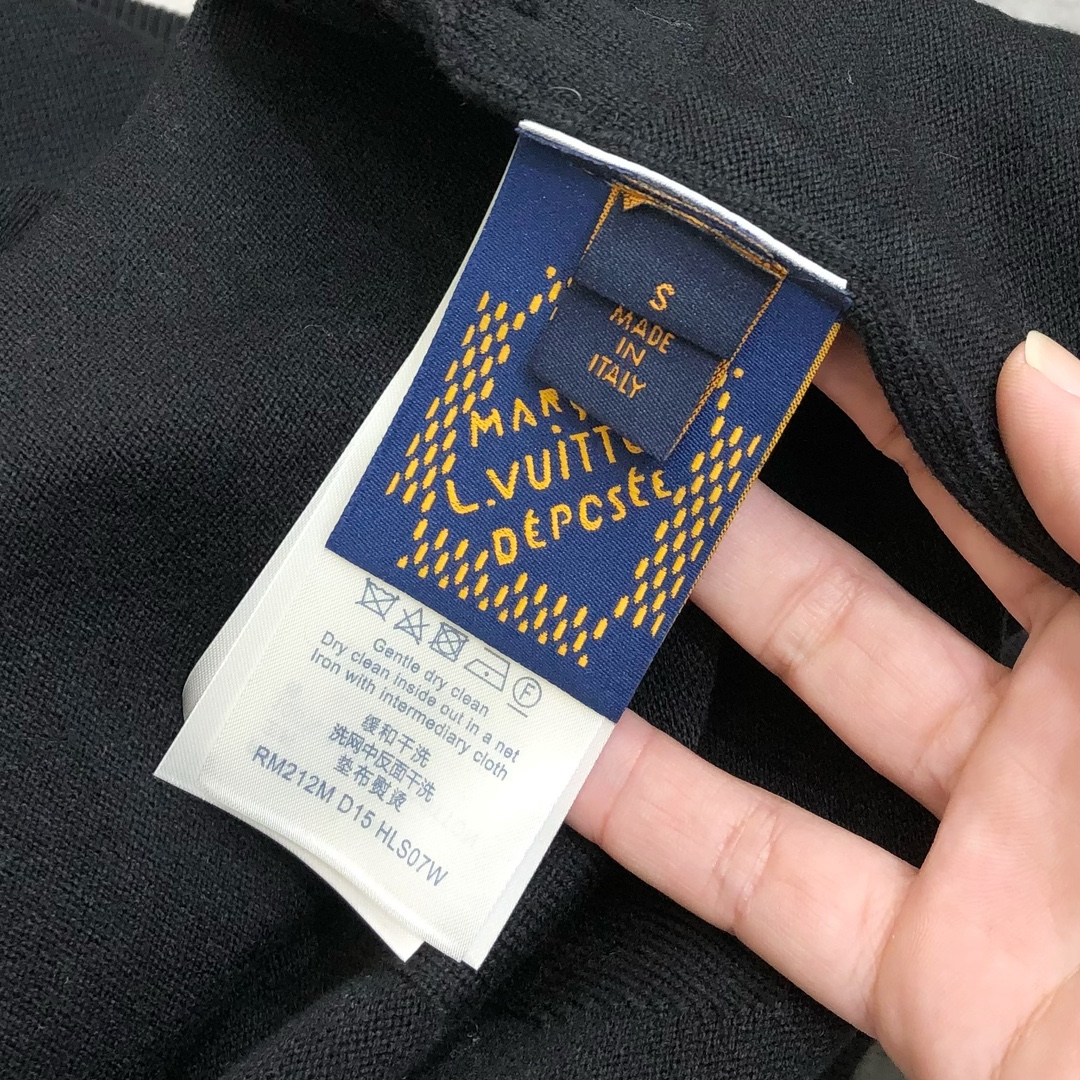 S
MADE
IN
ITALY
L.VUITTO
DÉPOSÉE
F
Gentle dry clean
Dry clean inside out in a net
Iron with intermediary cloth
缓和干洗
洗网中反面干洗
垫布熨烫
RM212M D15 HLS07W